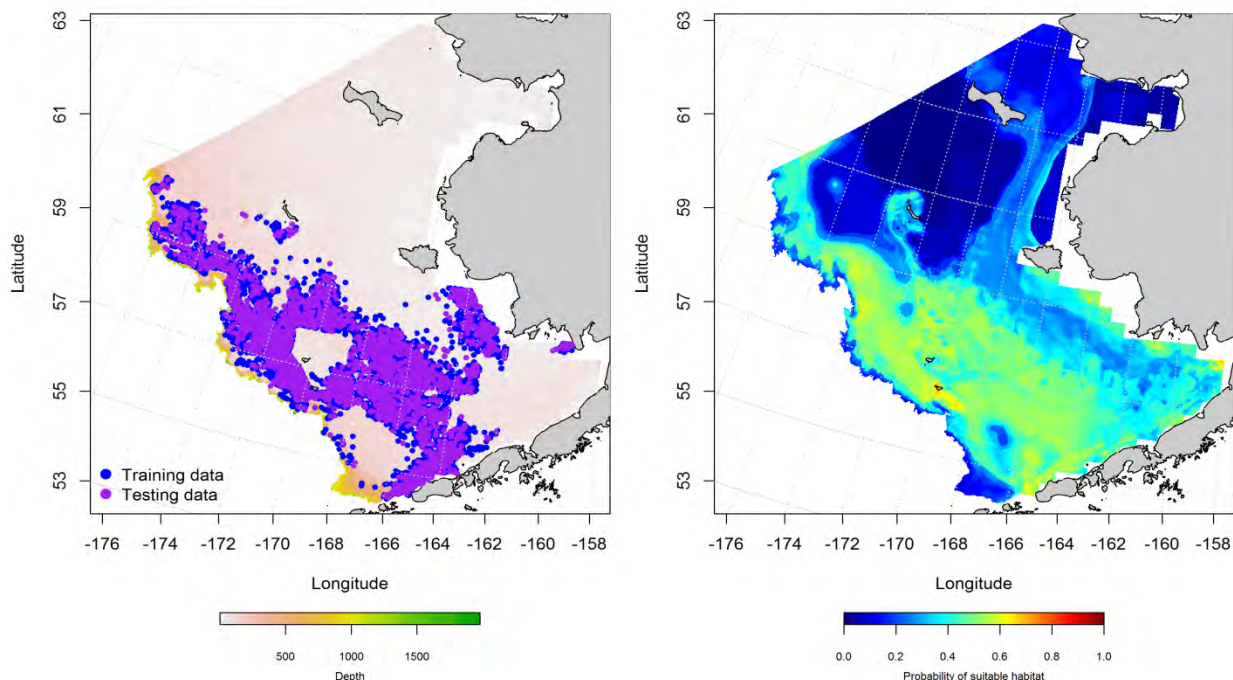 63
61
59
57
55
53
Latitude
Training data
Testing data
-176 -174 -172 -170 -168 -166 -164 -162 -160 -158
Longitude
500 1000 1500
Depth
63
61
59
57
55
53
Latitude
-176 -174 -172 -170 -168 -166 -164 -162 -160 -158
Longitude
0.0 0.2 0.4 0.6 0.8 1.0
Probability of suitable habitat